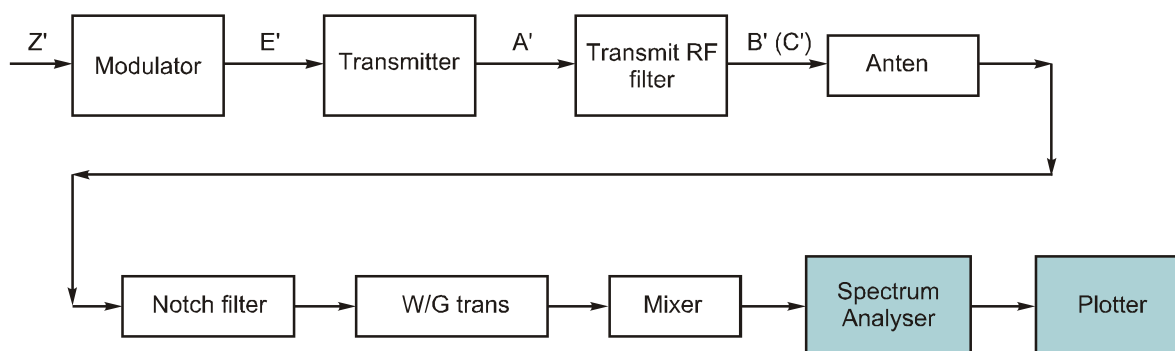 Z'
Modulator
E'
Transmitter
A'
Transmit RF
filter
B' (C')
Anten
Notch filter
W/G trans
Mixer
Spectrum
Analyser
Plotter